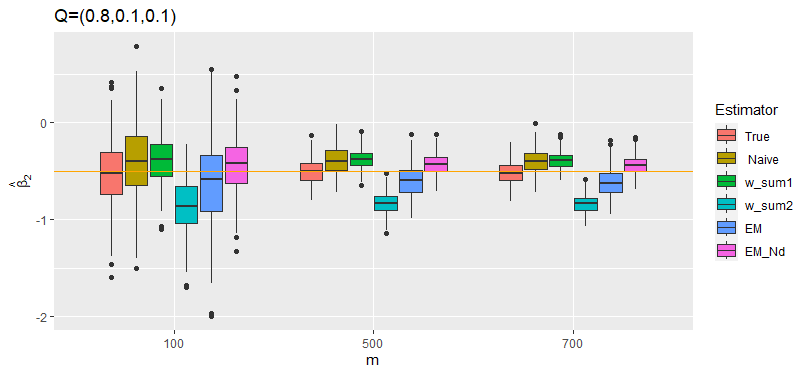 Q=(0.8,0.1,0.1)
0
-1
-2
β̂₂
100
500
700
m
Estimator
True
Naive
w_sum1
w_sum2
EM
EM_Nd